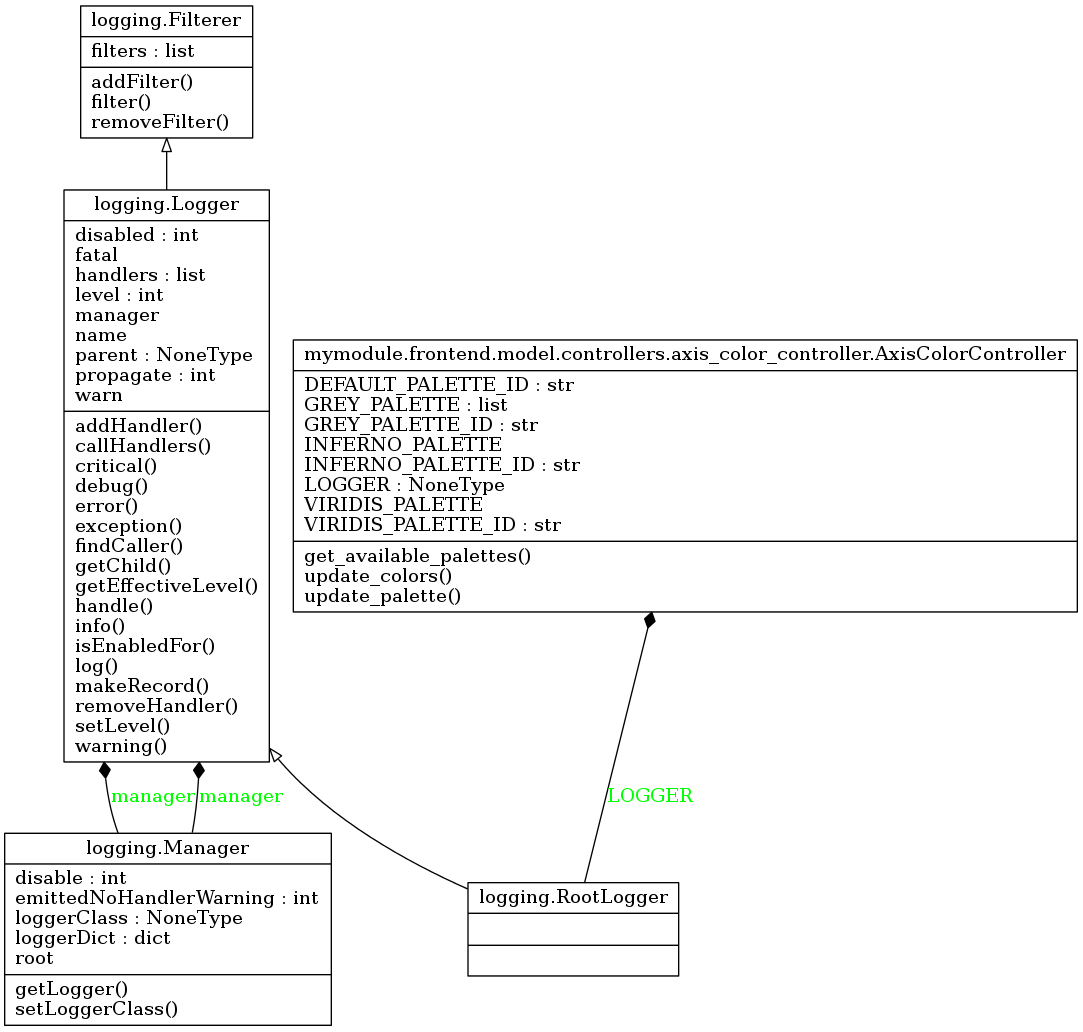 logging.Filterer
filters : list
addFilter()
filter()
removeFilter()
logging.Logger
disabled : int
fatal
handlers : list
level : int
manager
name
parent : NoneType
propagate : int
warn
addHandler()
callHandlers()
critical()
debug()
error()
exception()
findCaller()
getChild()
getEffectiveLevel()
handle()
info()
isEnabledFor()
log()
makeRecord()
removeHandler()
setLevel()
warning()
mymodule.frontend.model.controllers.axis_color_controller.AxisColorController
DEFAULT_PALETTE_ID : str
GREY_PALETTE : list
GREY_PALETTE_ID : str
INFERNO_PALETTE
INFERNO_PALETTE_ID : str
LOGGER : NoneType
VIRIDIS_PALETTE
VIRIDIS_PALETTE_ID : str
get_available_palettes()
update_colors()
update_palette()
manager
manager
LOGGER
logging.Manager
disable : int
emittedNoHandlerWarning : int
loggerClass : NoneType
loggerDict : dict
root
getLogger()
setLoggerClass()
logging.RootLogger